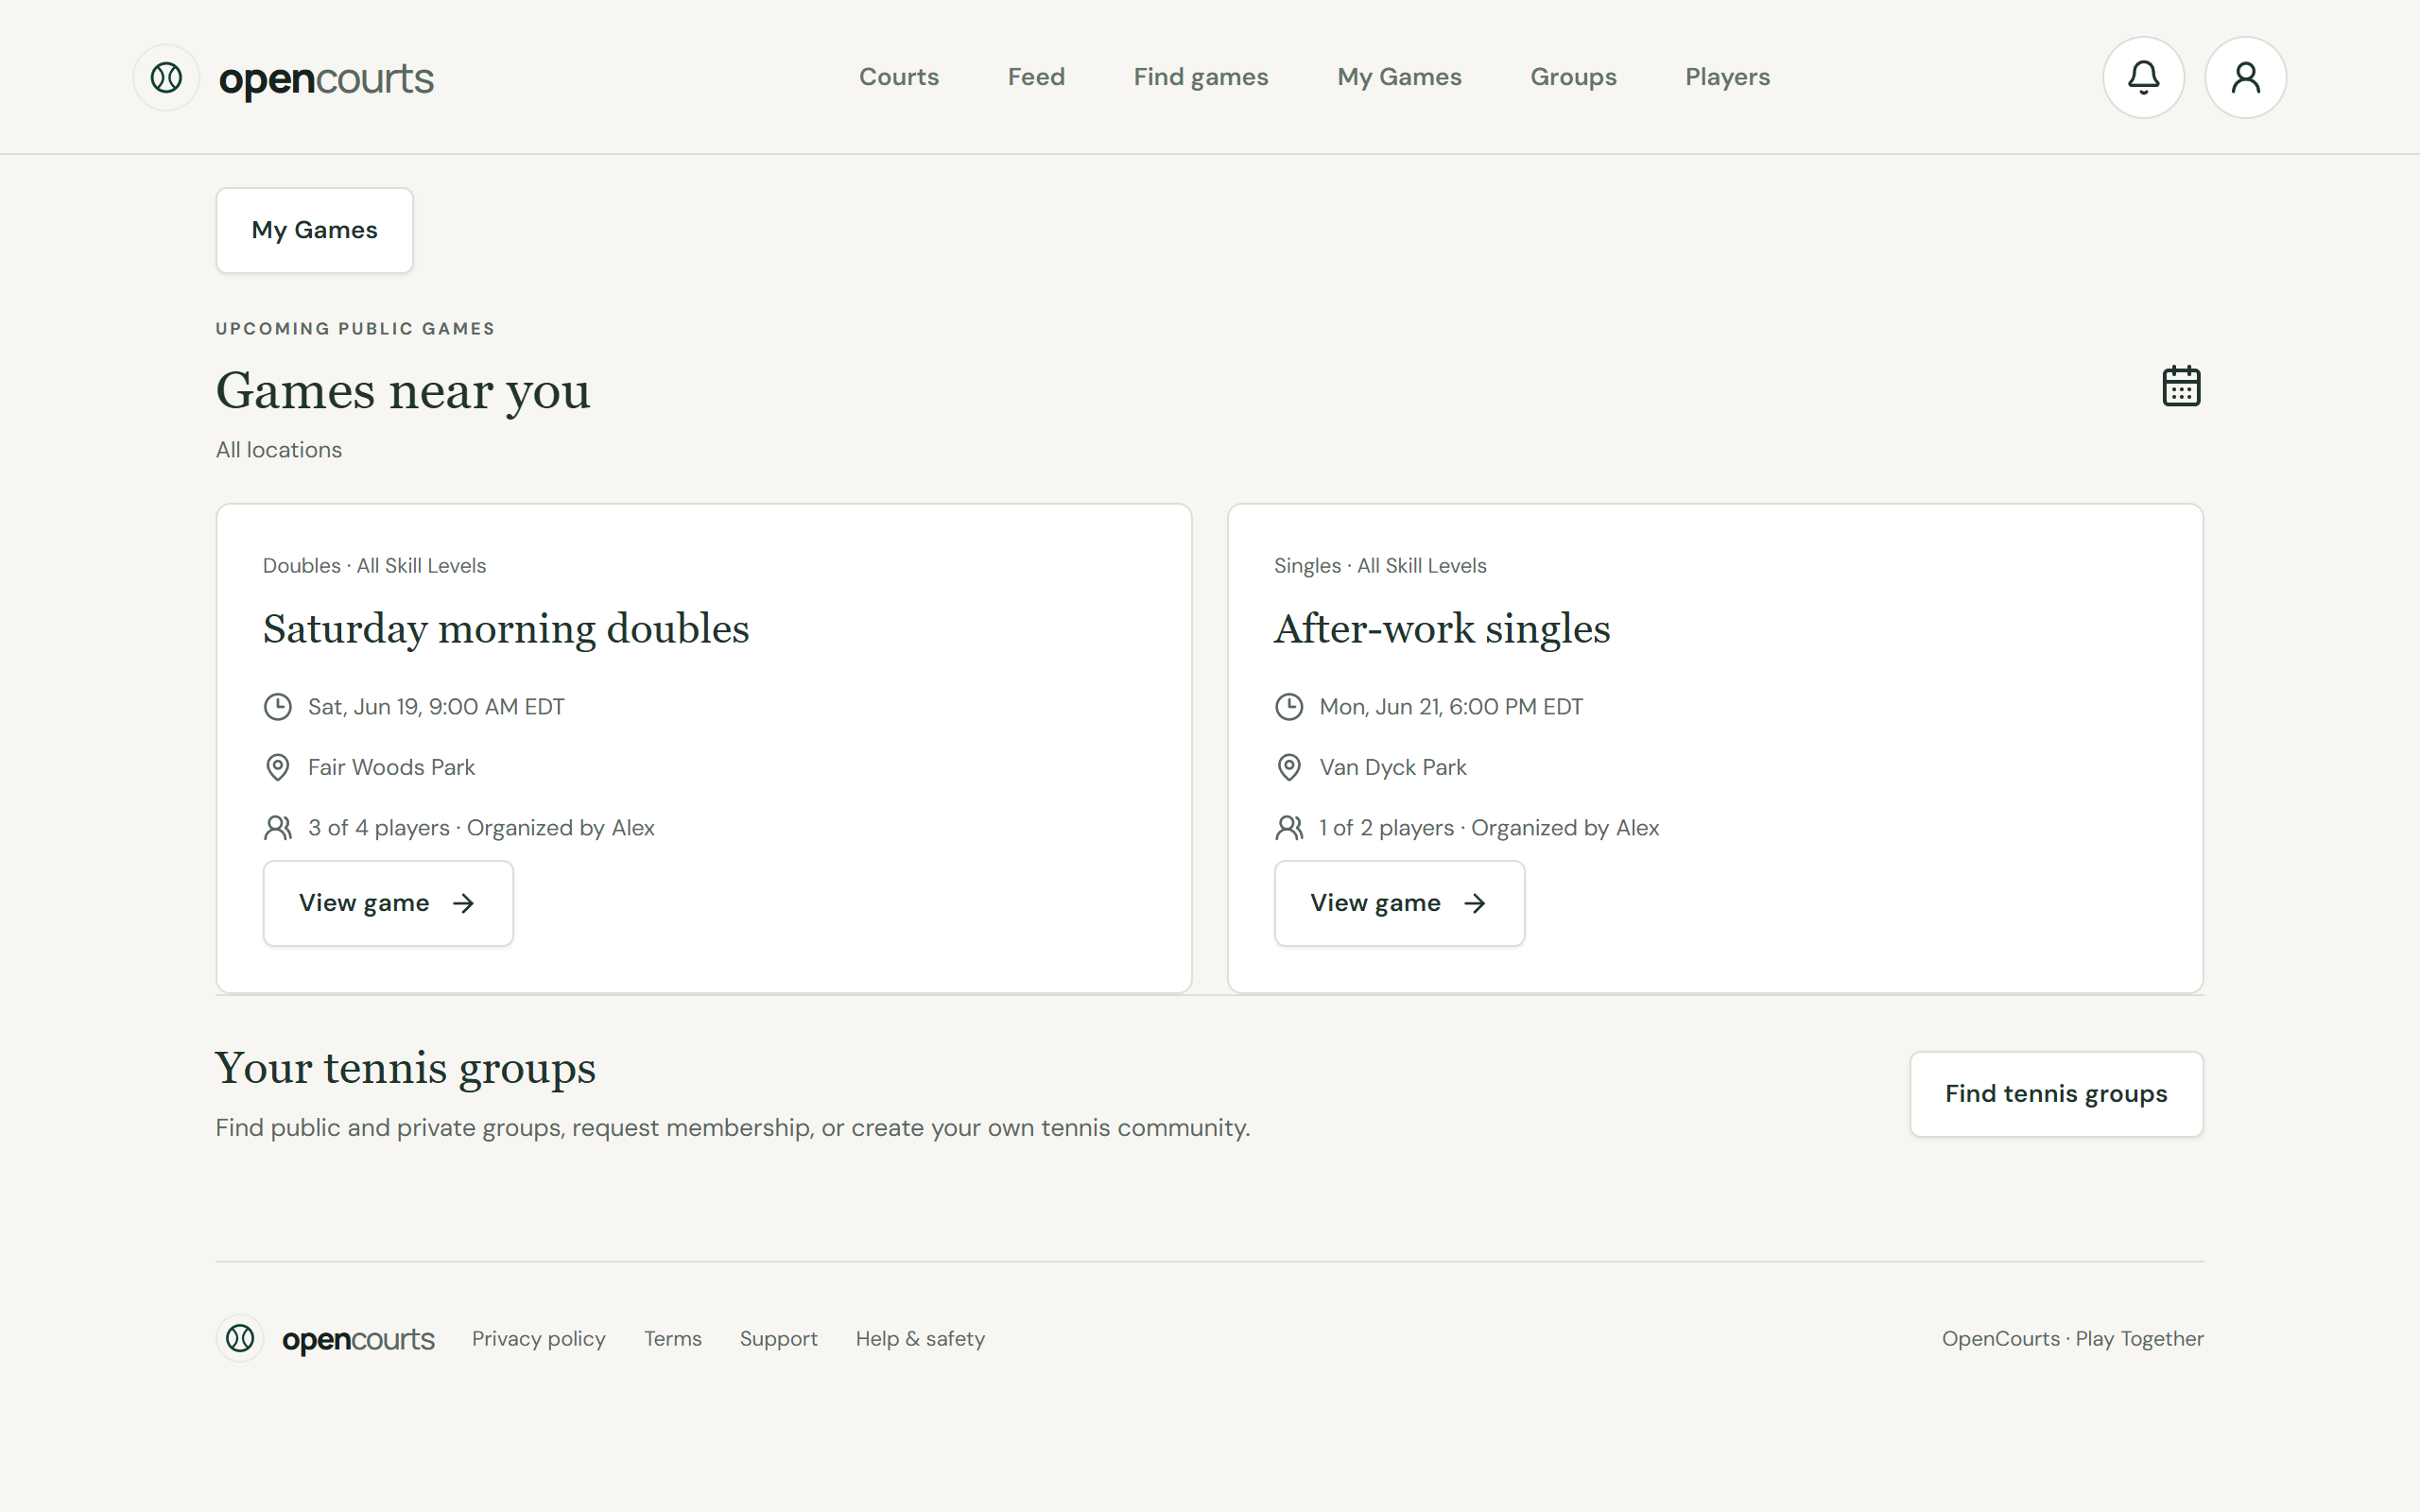 opencourts
Courts
Feed
Find games
My Games
Groups
Players
My Games
UPCOMING PUBLIC GAMES
Games near you
All locations
Doubles · All Skill Levels
Saturday morning doubles
Sat, Jun 19, 9:00 AM EDT
Fair Woods Park
3 of 4 players · Organized by Alex
View game
Singles · All Skill Levels
After-work singles
Mon, Jun 21, 6:00 PM EDT
Van Dyck Park
1 of 2 players · Organized by Alex
View game
Your tennis groups
Find public and private groups, request membership, or create your own tennis community.
Find tennis groups
opencourts
Privacy policy
Terms
Support
Help & safety
OpenCourts · Play Together